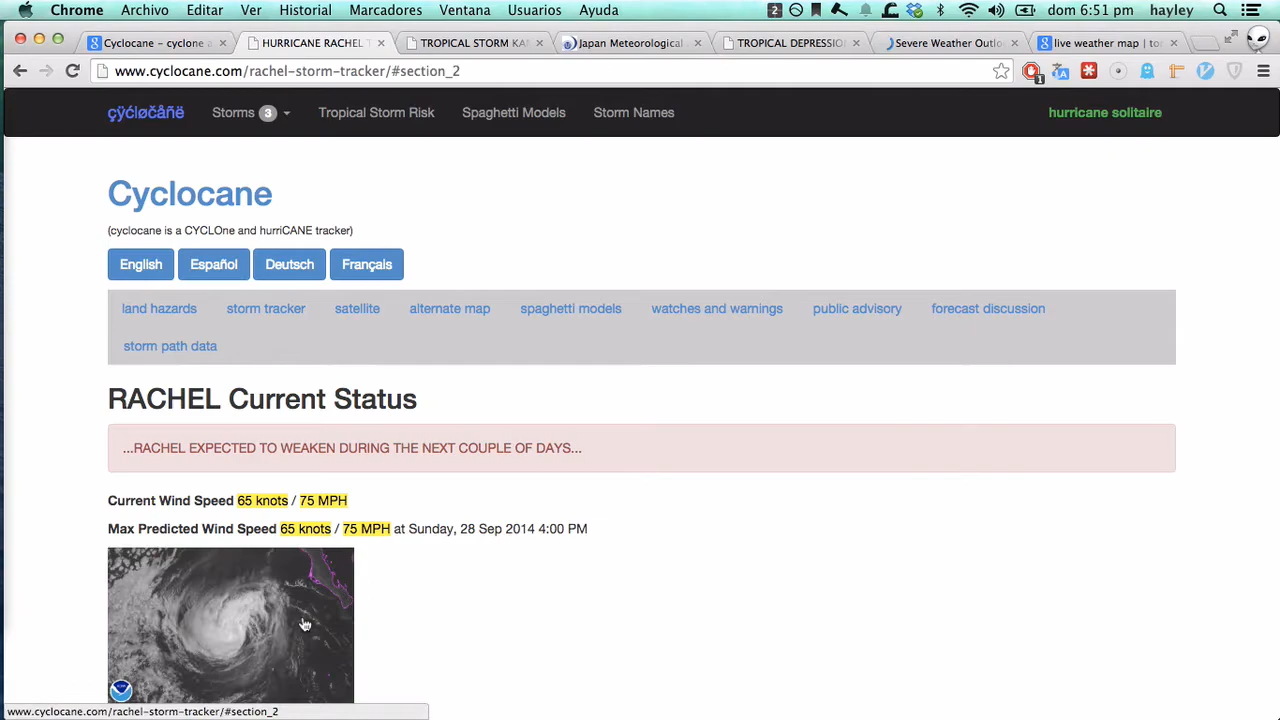 Chrome Archivo Editar Ver Historial Marcadores Ventana Usuarios Ayuda 2 dom 6:51 pm hayley
Cyclocane – cyclone a HURRICANE RACHEL T TROPICAL STORM KA Japan Meteorological TROPICAL DEPRESSIO Severe Weather Outlo live weather map | to
www.cyclocane.com/rachel-storm-tracker/#section_2 1
çÿćløčåñë Storms 3 Tropical Storm Risk Spaghetti Models Storm Names hurricane solitaire
Cyclocane
(cyclocane is a CYCLOne and hurriCANE tracker)
English Español Deutsch Français
land hazards storm tracker satellite alternate map spaghetti models watches and warnings public advisory forecast discussion
storm path data
RACHEL Current Status
...RACHEL EXPECTED TO WEAKEN DURING THE NEXT COUPLE OF DAYS...
Current Wind Speed 65 knots / 75 MPH
Max Predicted Wind Speed 65 knots / 75 MPH at Sunday, 28 Sep 2014 4:00 PM
www.cyclocane.com/rachel-storm-tracker/#section_2